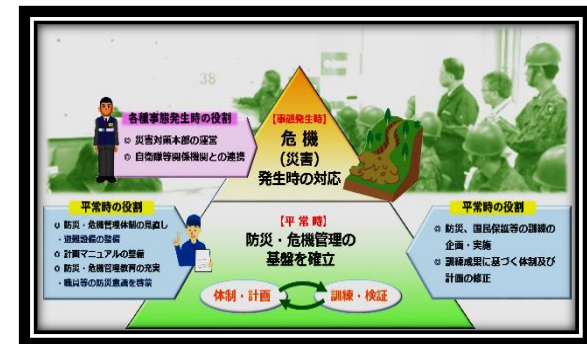 38
各種事態発生時の役割
○ 災害対策本部の運営
○ 自衛隊等関係機関との連携
【事態発生時】
危機
(災害)
発生時の対応
平常時の役割
○ 防災・危機管理体制の見直し
・避難設備の整備
○ 計画マニュアルの整備
○ 防災・危機管理教育の充実
・職員等の防災意識を啓蒙
【平常時】
防災・危機管理の
基盤を確立
体制・計画
訓練・検証
平常時の役割
○ 防災、国民保護等の訓練の
企画・実施
○ 訓練成果に基づく体制及び
計画の修正